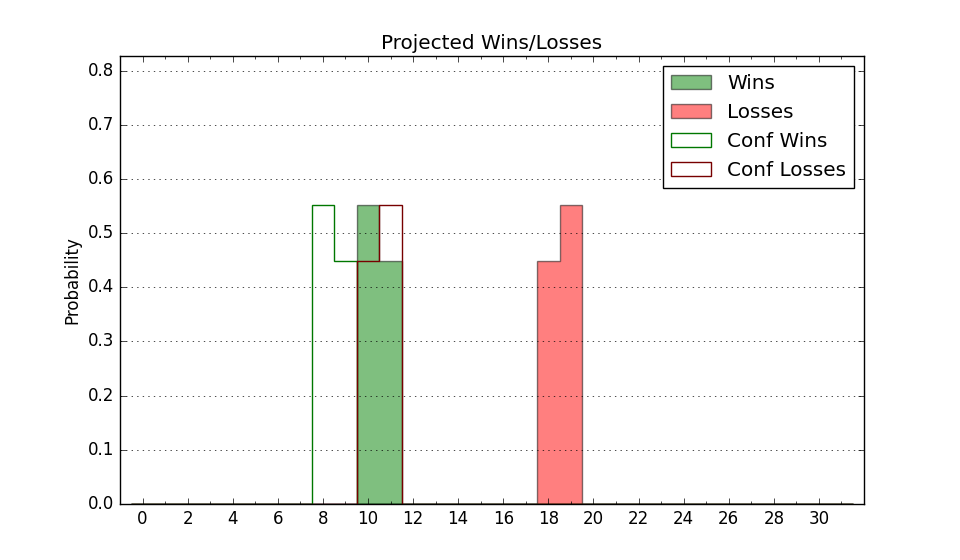 Projected Wins/Losses
Wins
Losses
Conf Wins
Conf Losses
Probability
0.8
0.7
0.6
0.5
0.4
0.3
0.2
0.1
0.0
0 2 4 6 8 10 12 14 16 18 20 22 24 26 28 30